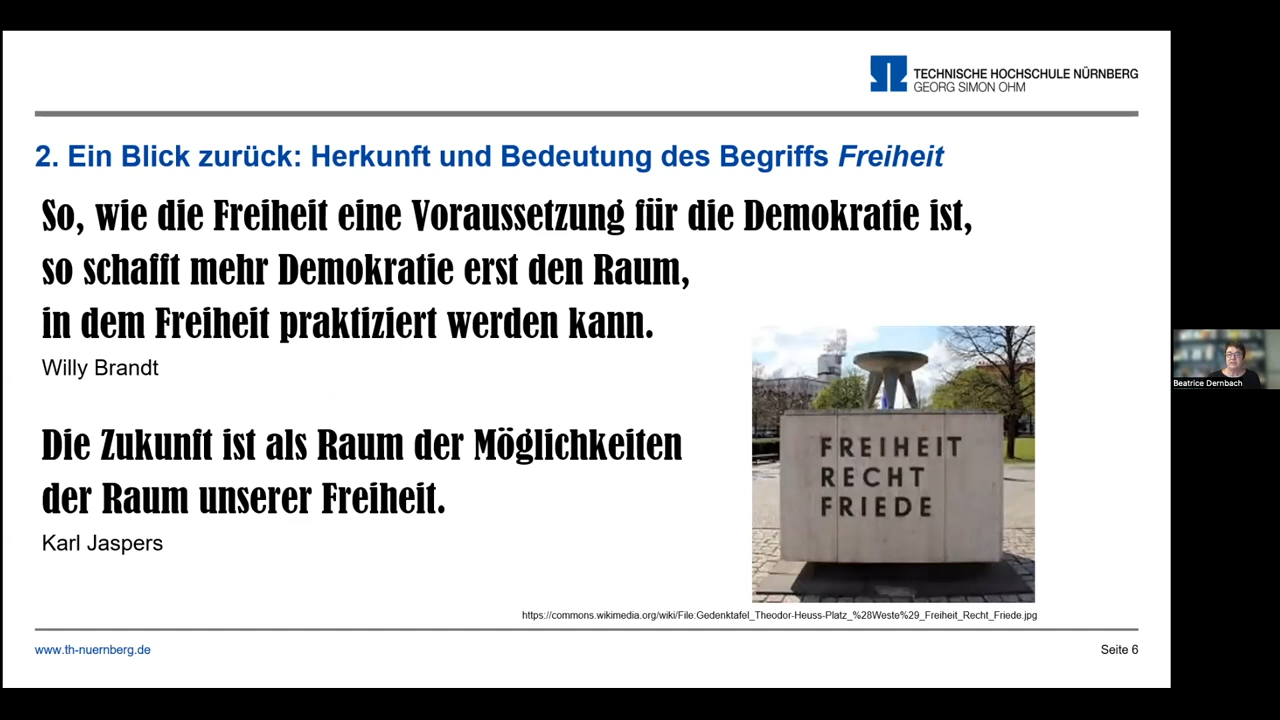 TECHNISCHE HOCHSCHULE NÜRNBERG
GEORG SIMON OHM
2. Ein Blick zurück: Herkunft und Bedeutung des Begriffs Freiheit
So, wie die Freiheit eine Voraussetzung für die Demokratie ist,
so schafft mehr Demokratie erst den Raum,
in dem Freiheit praktiziert werden kann.
Willy Brandt
Die Zukunft ist als Raum der Möglichkeiten
der Raum unserer Freiheit.
Karl Jaspers
FREIHEIT
RECHT
FRIEDE
https://commons.wikimedia.org/wiki/File:Gedenktafel_Theodor-Heuss-Platz_%28Weste%29_Freiheit_Recht_Friede.jpg
www.th-nuernberg.de
Seite 6
Beatrice Dernbach